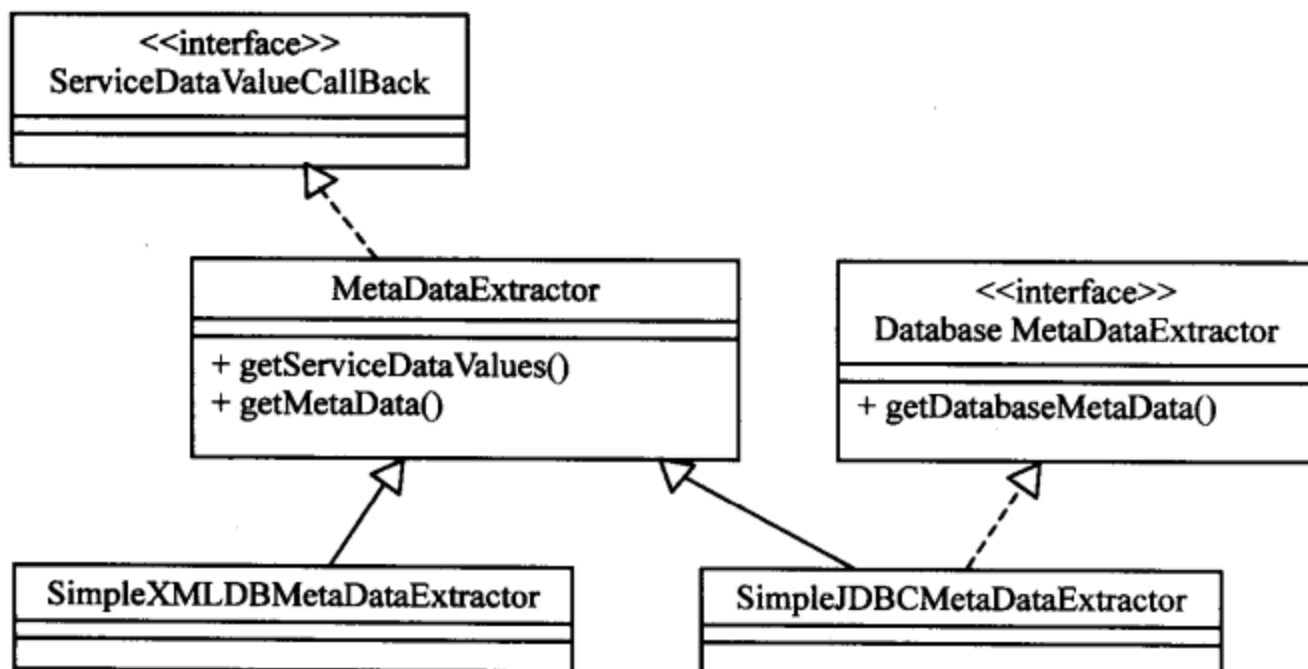 <<interface>>
ServiceDataValueCallBack
MetaDataExtractor
+ getServiceDataValues()
+ getMetaData()
<<interface>>
Database MetaDataExtractor
+ getDatabaseMetaData()
SimpleXMLDBMetaDataExtractor
SimpleJDBCMetaDataExtractor